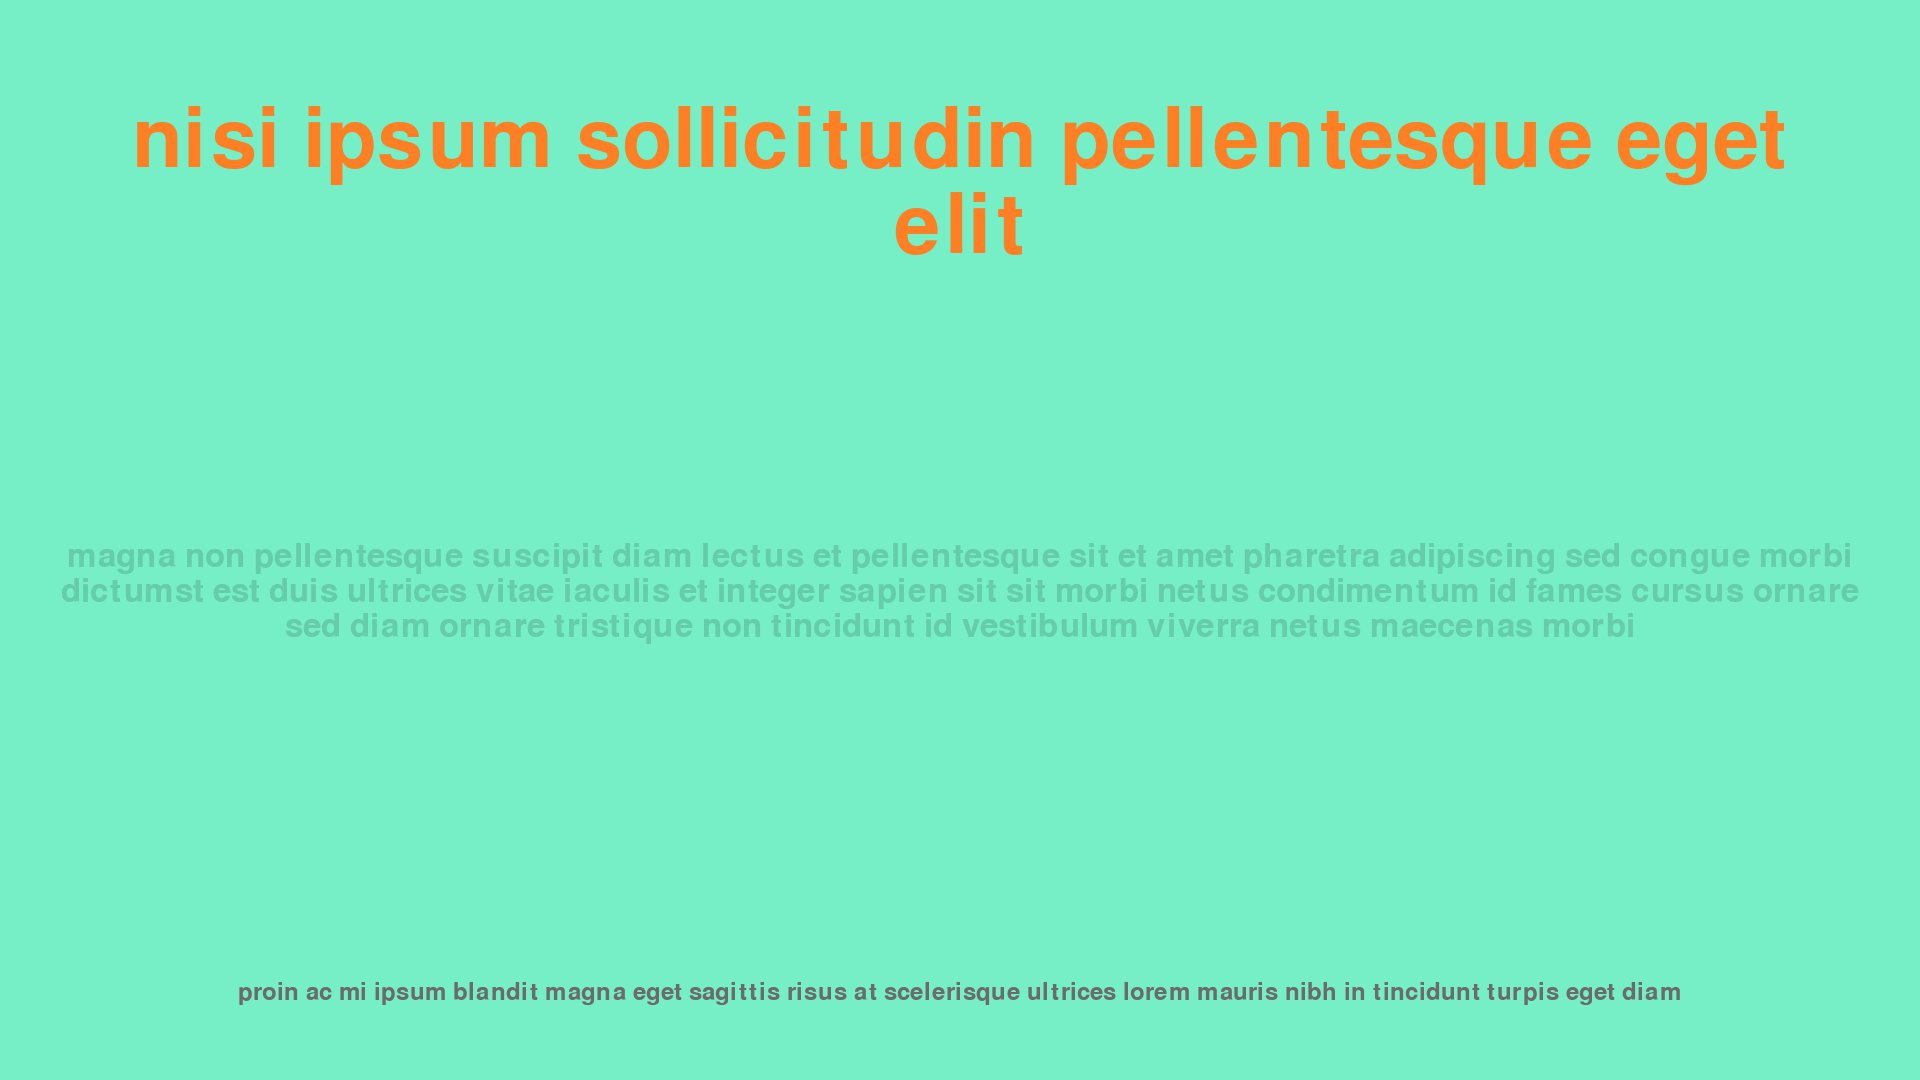 nisi ipsum sollicitudin pellentesque eget
elit
magna non pellentesque suscipit diam lectus et pellentesque sit et amet pharetra adipiscing sed congue morbi
dictumst est duis ultrices vitae iaculis et integer sapien sit sit morbi netus condimentum id fames cursus ornare
sed diam ornare tristique non tincidunt id vestibulum viverra netus maecenas morbi
proin ac mi ipsum blandit magna eget sagittis risus at scelerisque ultrices lorem mauris nibh in tincidunt turpis eget diam